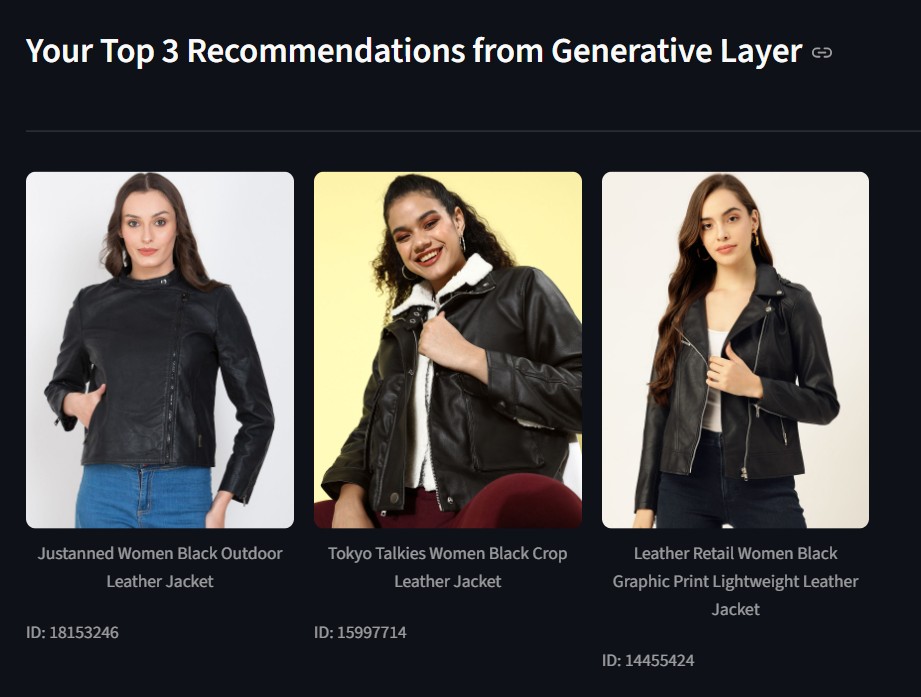 Your Top 3 Recommendations from Generative Layer
Justanned Women Black Outdoor
Leather Jacket
ID: 18153246
Tokyo Talkies Women Black Crop
Leather Jacket
ID: 15997714
Leather Retail Women Black
Graphic Print Lightweight Leather
Jacket
ID: 14455424